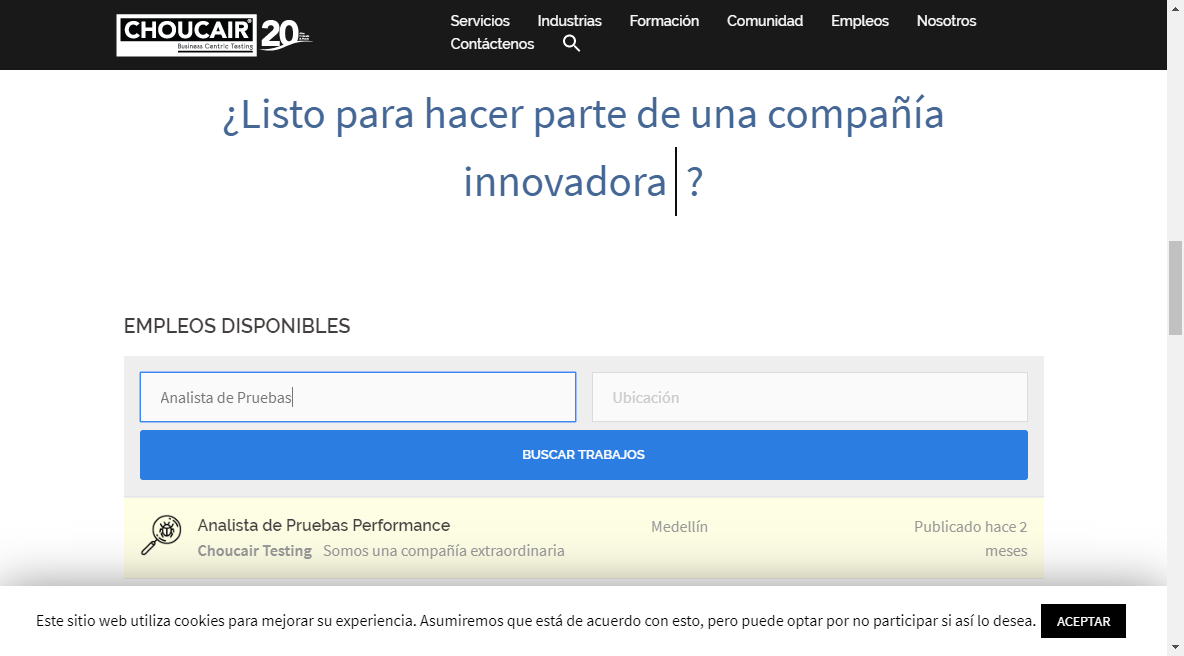 CHOUCAIR®
Business Centric Testing
20
Servicios Industrias Formación Comunidad Empleos Nosotros
Contáctenos
¿Listo para hacer parte de una compañía
innovadora ?
EMPLEOS DISPONIBLES
Analista de Pruebas Ubicación
BUSCAR TRABAJOS
Analista de Pruebas Performance Medellín Publicado hace 2
Choucair Testing Somos una compañía extraordinaria meses
Este sitio web utiliza cookies para mejorar su experiencia. Asumiremos que está de acuerdo con esto, pero puede optar por no participar si así lo desea. ACEPTAR